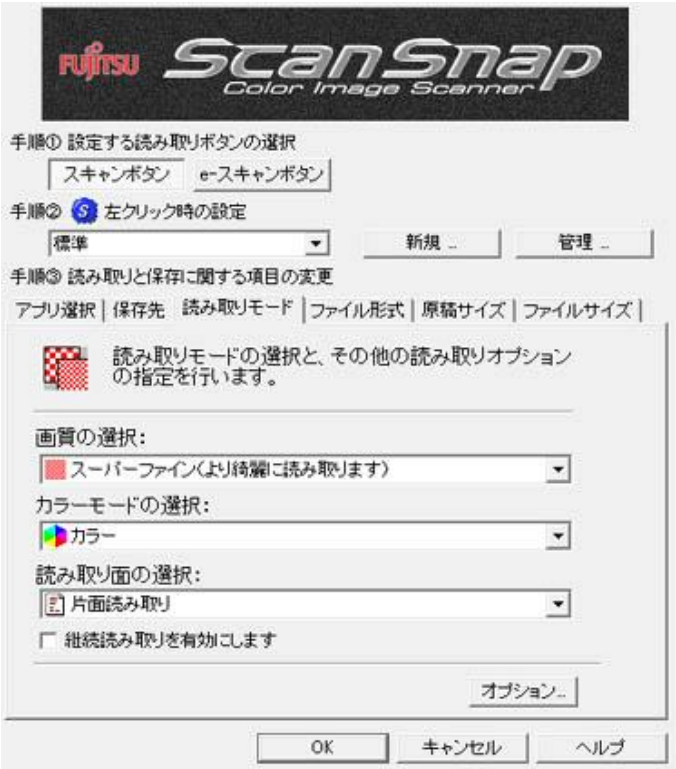 FUJITSU ScanSnap
Color Image Scanner
手順① 設定する読み取りボタンの選択
スキャンボタン e-スキャンボタン
手順② S 左クリック時の設定
標準 新規 ... 管理 ...
手順③ 読み取りと保存に関する項目の変更
アプリ選択 保存先 読み取りモード ファイル形式 原稿サイズ ファイルサイズ
読み取りモードの選択と、その他の読み取りオプション
の指定を行います。
画質の選択:
スーパーファイン(より綺麗に読み取ります)
カラーモードの選択:
カラー
読み取り面の選択:
片面読み取り
継続読み取りを有効にします
オプション...
OK キャンセル ヘルプ